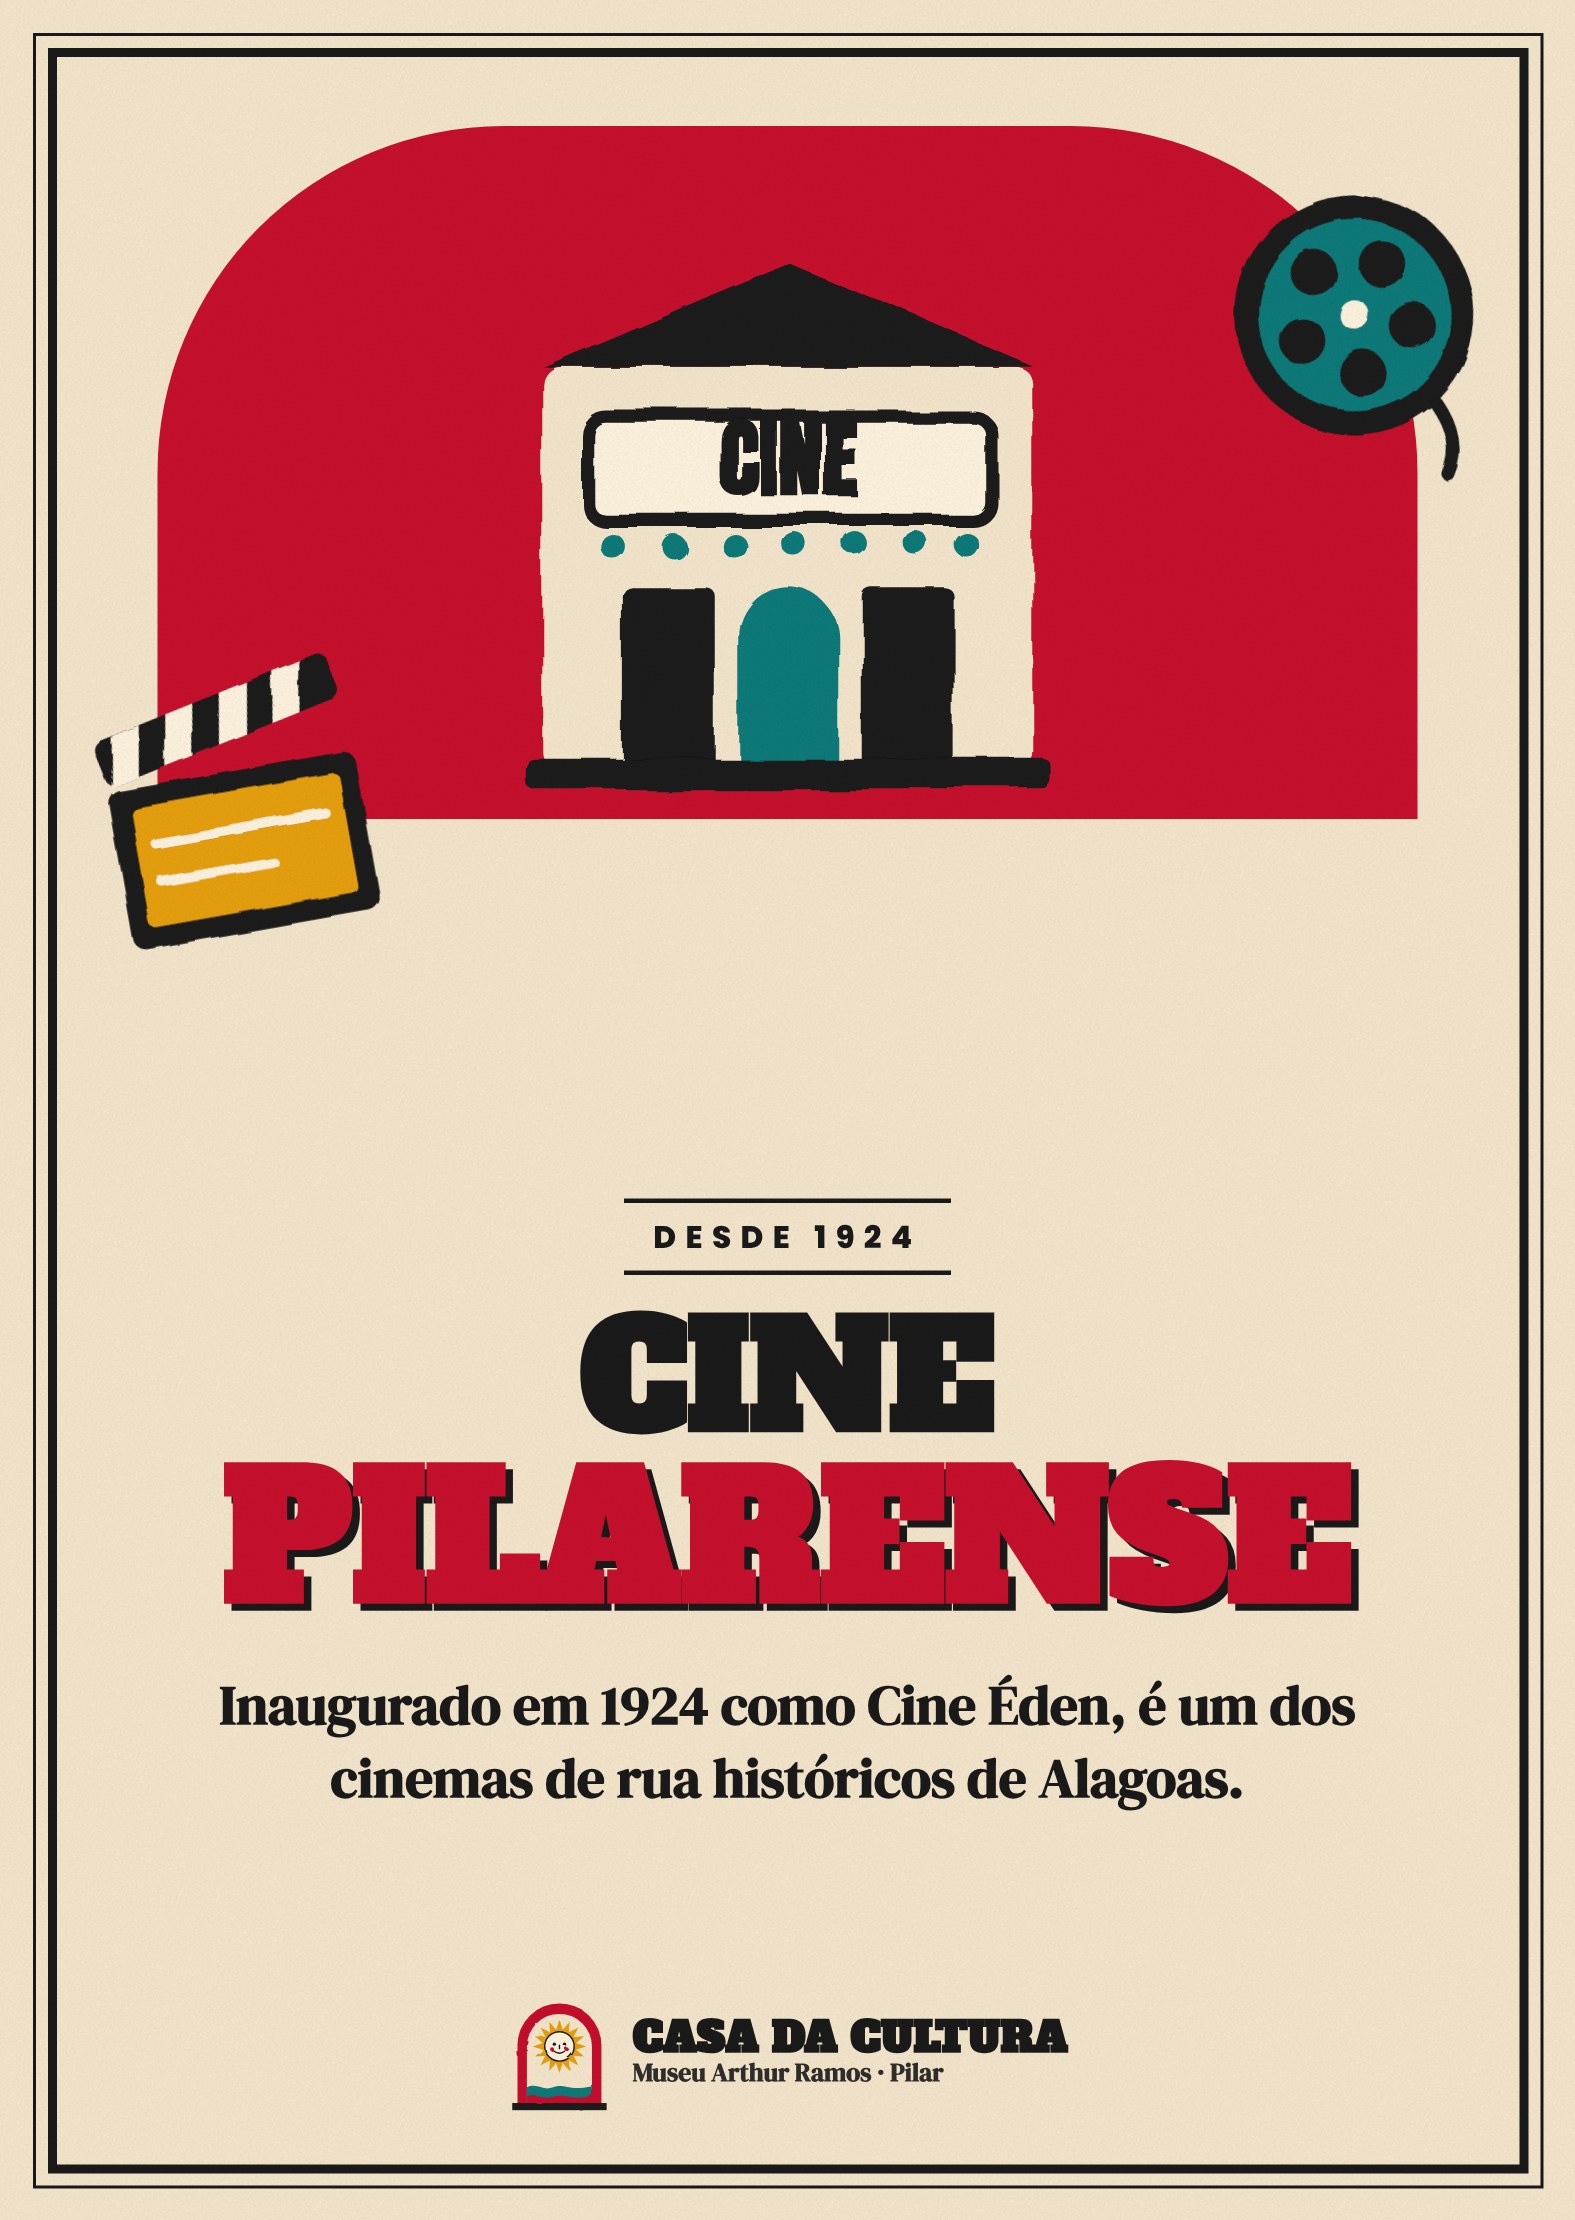 CINE
DESDE 1924
CINE
PILARENSE
Inaugurado em 1924 como Cine Éden, é um dos
cinemas de rua históricos de Alagoas.
CASA DA CULTURA
Museu Arthur Ramos • Pilar